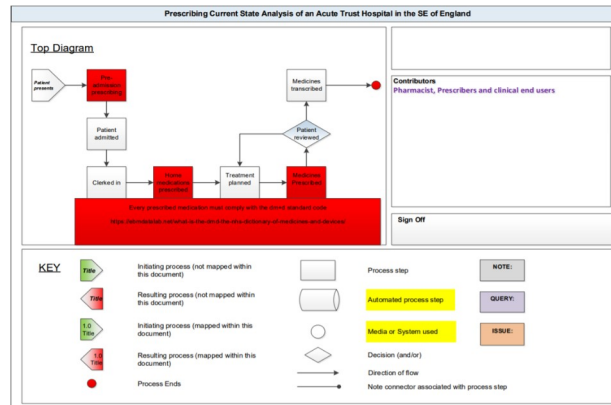 Prescribing Current State Analysis of an Acute Trust Hospital in the SE of England
Top Diagram
Patient
presents
Pre-
admission
prescribing
Patient
admitted
Clerked in
Home
medications
prescribed
Treatment
planned
Medicines
Prescribed
Patient
reviewed
Medicines
transcribed
Every prescribed medication must comply with the dm+d standard code
Contributors
Pharmacist, Prescribers and clinical end users
Sign Off
KEY
Title
Initiating process (not mapped within
this document)
Title
Resulting process (not mapped within
this document)
1.0
Title
Initiating process (mapped within this
document)
1.0
Title
Resulting process (mapped within this
document)
Process Ends
Process step
Automated process step
Media or System used
Decision (and/or)
Direction of flow
Note connector associated with process step
NOTE:
QUERY:
ISSUE: